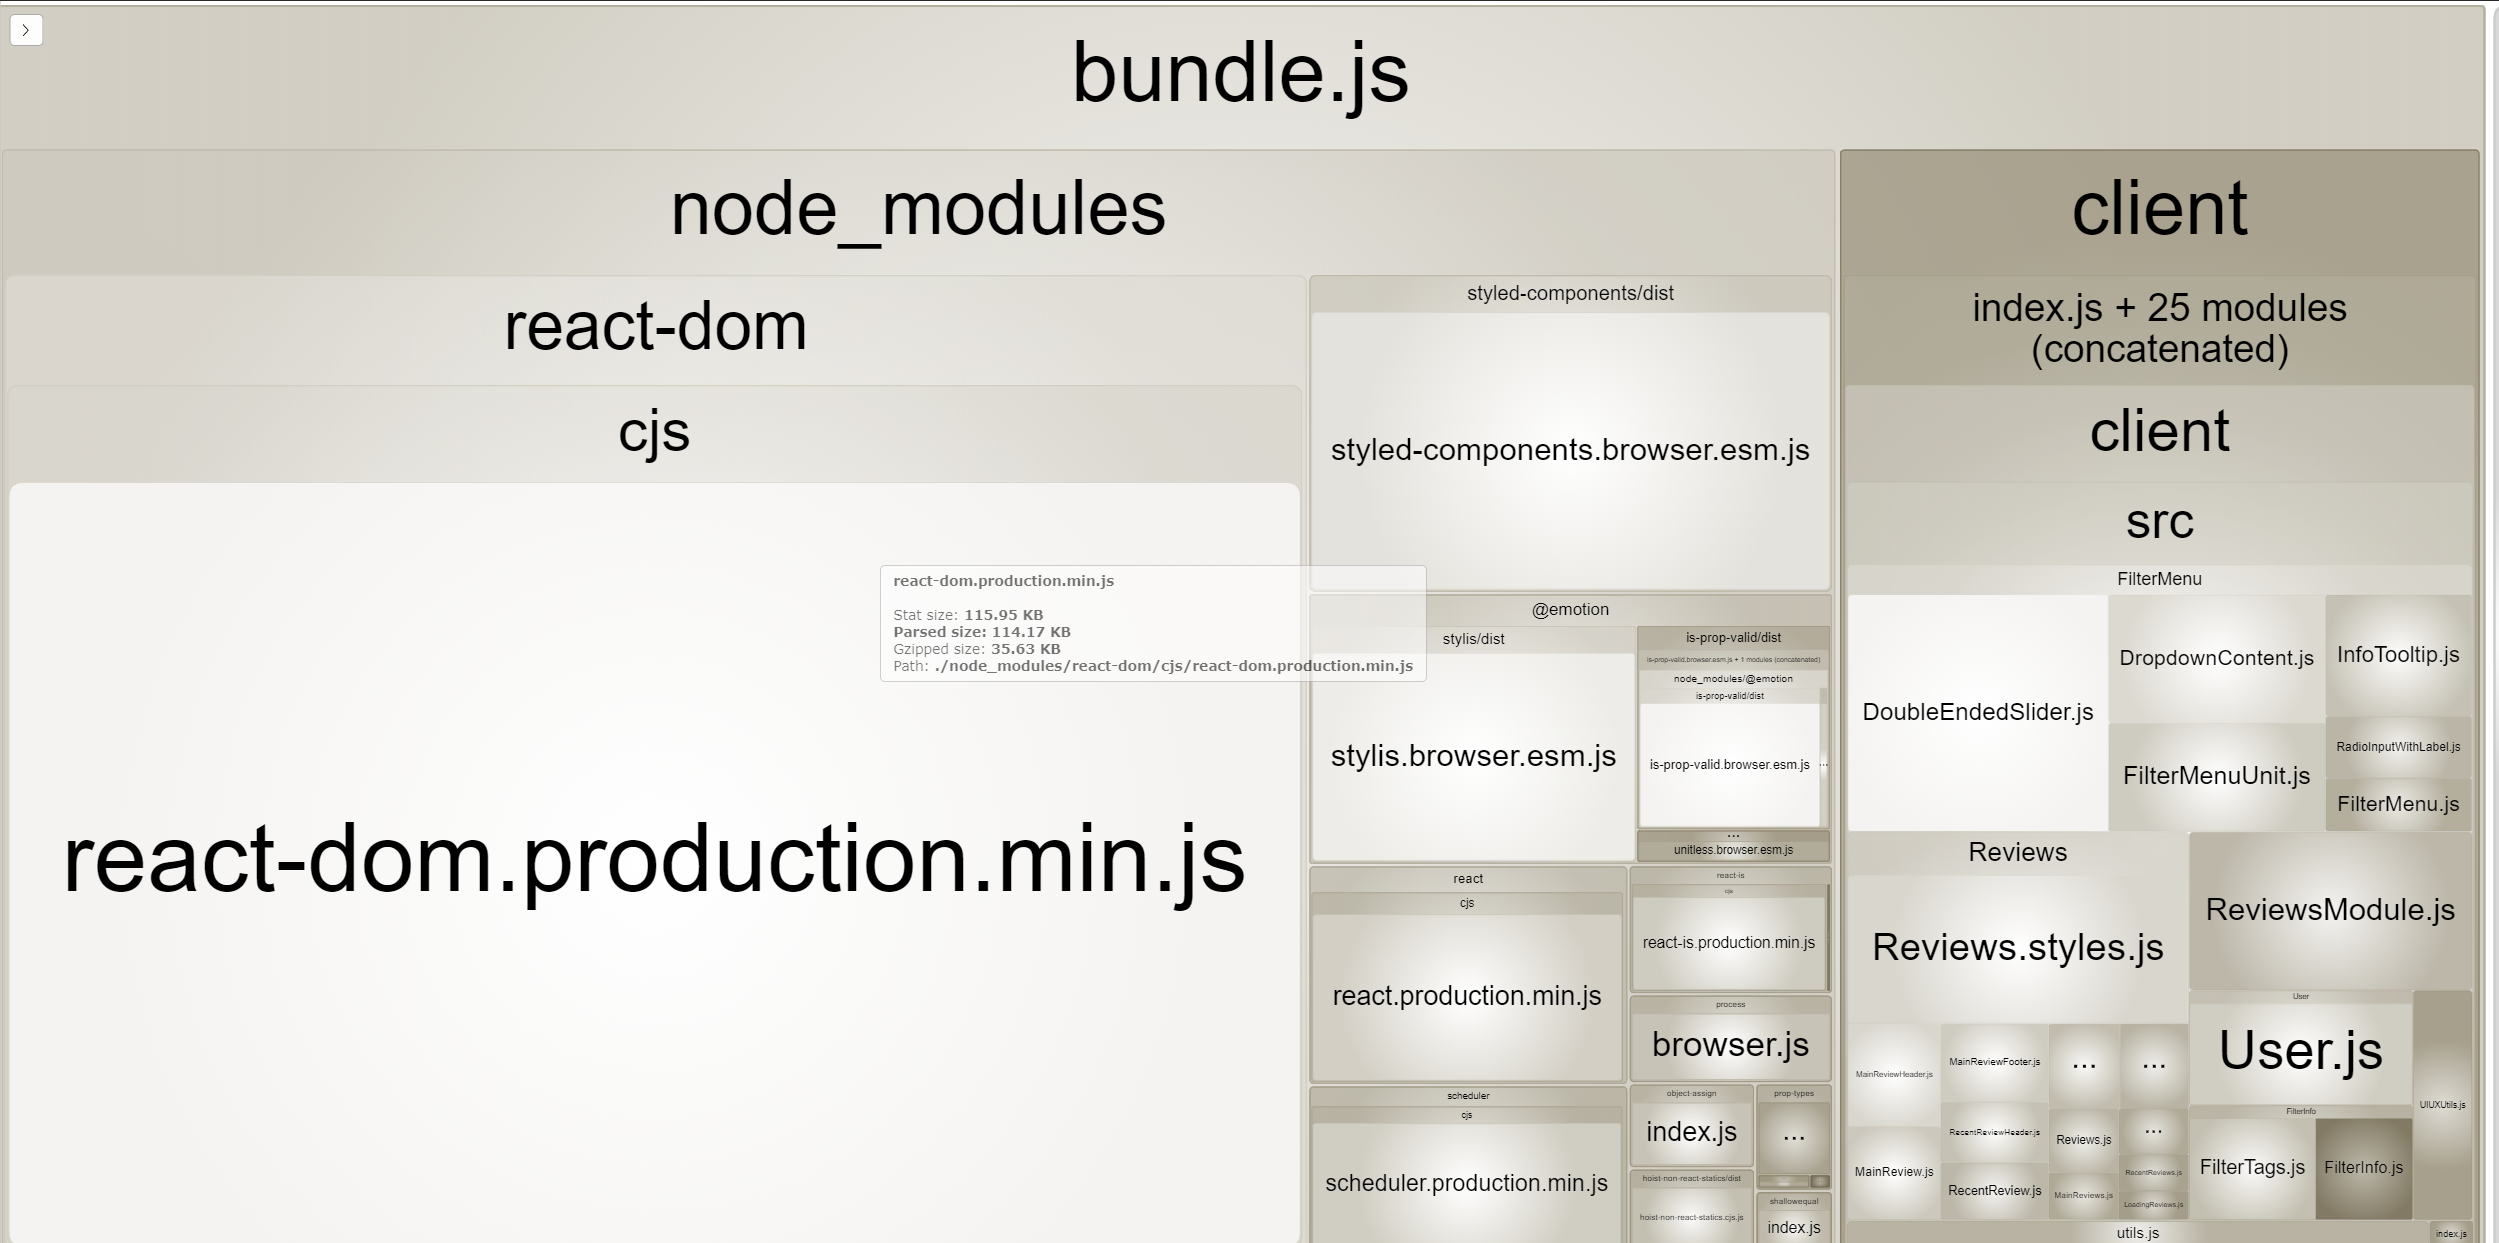 bundle.js
node_modules
client
react-dom
cjs
react-dom.production.min.js
react-dom.production.min.js
Stat size: 115.95 KB
Parsed size: 114.17 KB
Gzipped size: 35.63 KB
Path: ./node_modules/react-dom/cjs/react-dom.production.min.js
styled-components/dist
styled-components.browser.esm.js
@emotion
stylis/dist
stylis.browser.esm.js
is-prop-valid/dist
is-prop-valid.browser.esm.js + 1 modules (concatenated)
node_modules/@emotion
is-prop-valid/dist
is-prop-valid.browser.esm.js
...
...
unitless.browser.esm.js
react
cjs
react.production.min.js
react-is
cjs
react-is.production.min.js
process
browser.js
scheduler
cjs
scheduler.production.min.js
object-assign
index.js
prop-types
...
hoist-non-react-statics/dist
hoist-non-react-statics.cjs.js
shallowequal
index.js
index.js + 25 modules
(concatenated)
client
src
FilterMenu
DoubleEndedSlider.js
DropdownContent.js
InfoTooltip.js
FilterMenuUnit.js
RadioInputWithLabel.js
FilterMenu.js
Reviews
Reviews.styles.js
MainReviewHeader.js
MainReviewFooter.js
...
...
RecentReviewHeader.js
Reviews.js
...
MainReview.js
RecentReview.js
MainReviews.js
RecentReviews.js
LoadingReviews.js
ReviewsModule.js
User
User.js
UIUXUtils.js
FilterInfo
FilterTags.js
FilterInfo.js
utils.js
index.js